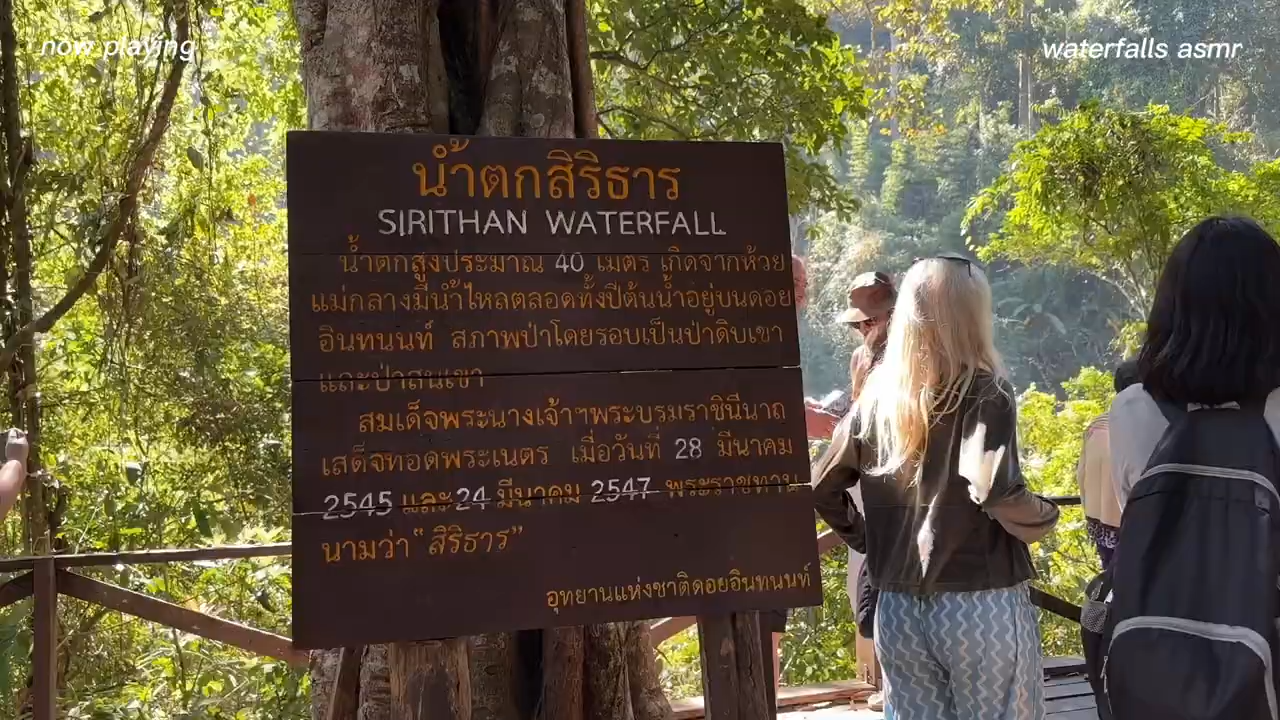 now playing
waterfalls asmr
น้ำตกสิริธาร
SIRITHAN WATERFALL
น้ำตกสูงประมาณ 40 เมตร เกิดจากห้วย
แม่กลางมีน้ำไหลตลอดทั้งปีต้นน้ำอยู่บนดอย
อินทนนท์ สภาพป่าโดยรอบเป็นป่าดิบเขา
และป่าสนเขา
สมเด็จพระนางเจ้าฯพระบรมราชินีนาถ
เสด็จทอดพระเนตร เมื่อวันที่ 28 มีนาคม
2545 และ 24 มีนาคม 2547 พระราชทาน
นามว่า "สิริธาร"
อุทยานแห่งชาติดอยอินทนนท์